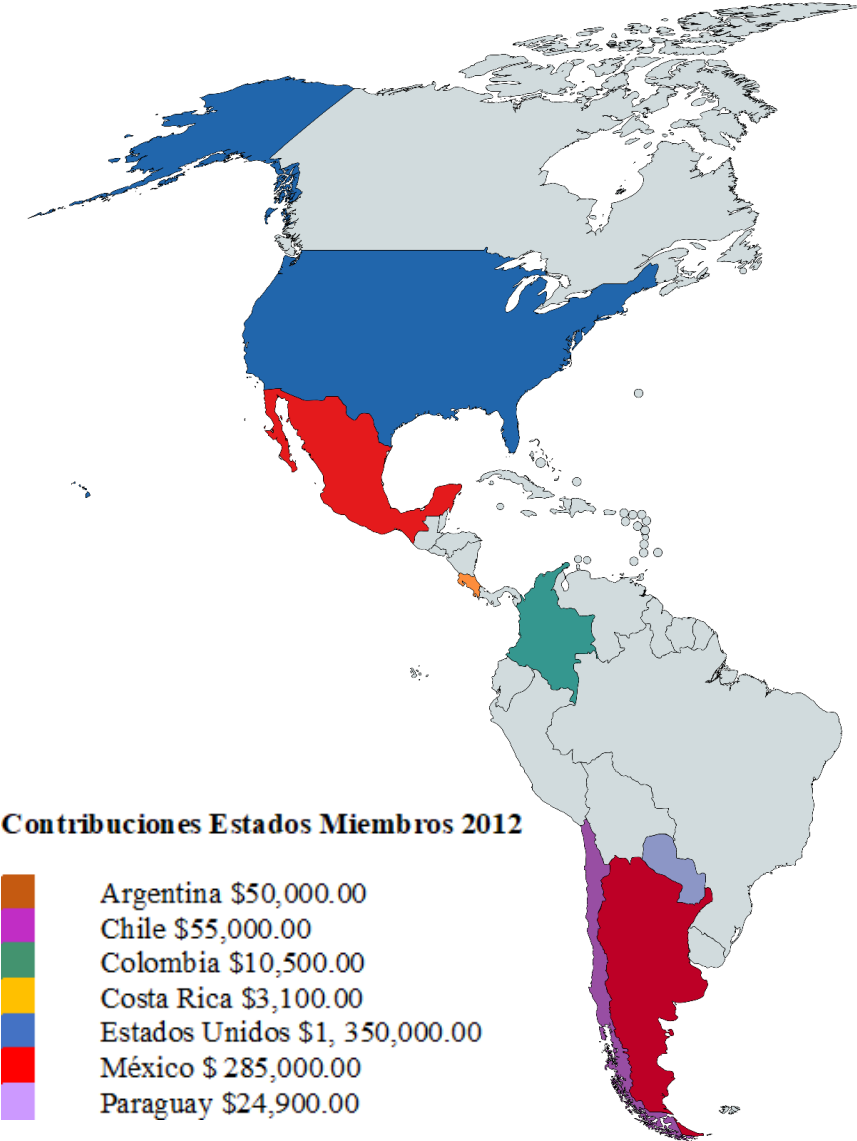 Contribuciones Estados Miembros 2012
Argentina $50,000.00
Chile $55,000.00
Colombia $10,500.00
Costa Rica $3,100.00
Estados Unidos $1, 350,000.00
México $ 285,000.00
Paraguay $24,900.00